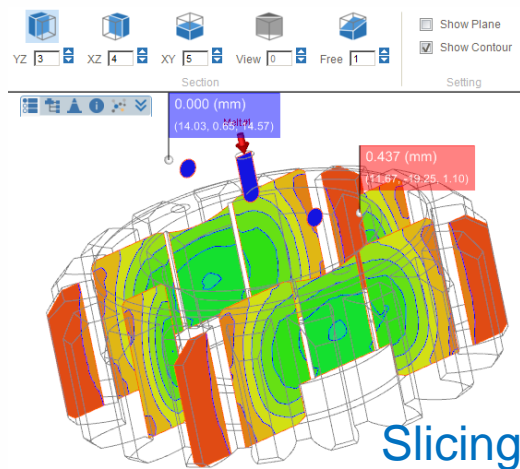 Show Plane
Show Contour
YZ 3 XZ 4 XY 5 View 0 Free 1
Section
Setting
0.000 (mm)
(14.03, 0.65, 14.57)
0.437 (mm)
(11.67, -19.25, 1.10)
Slicing